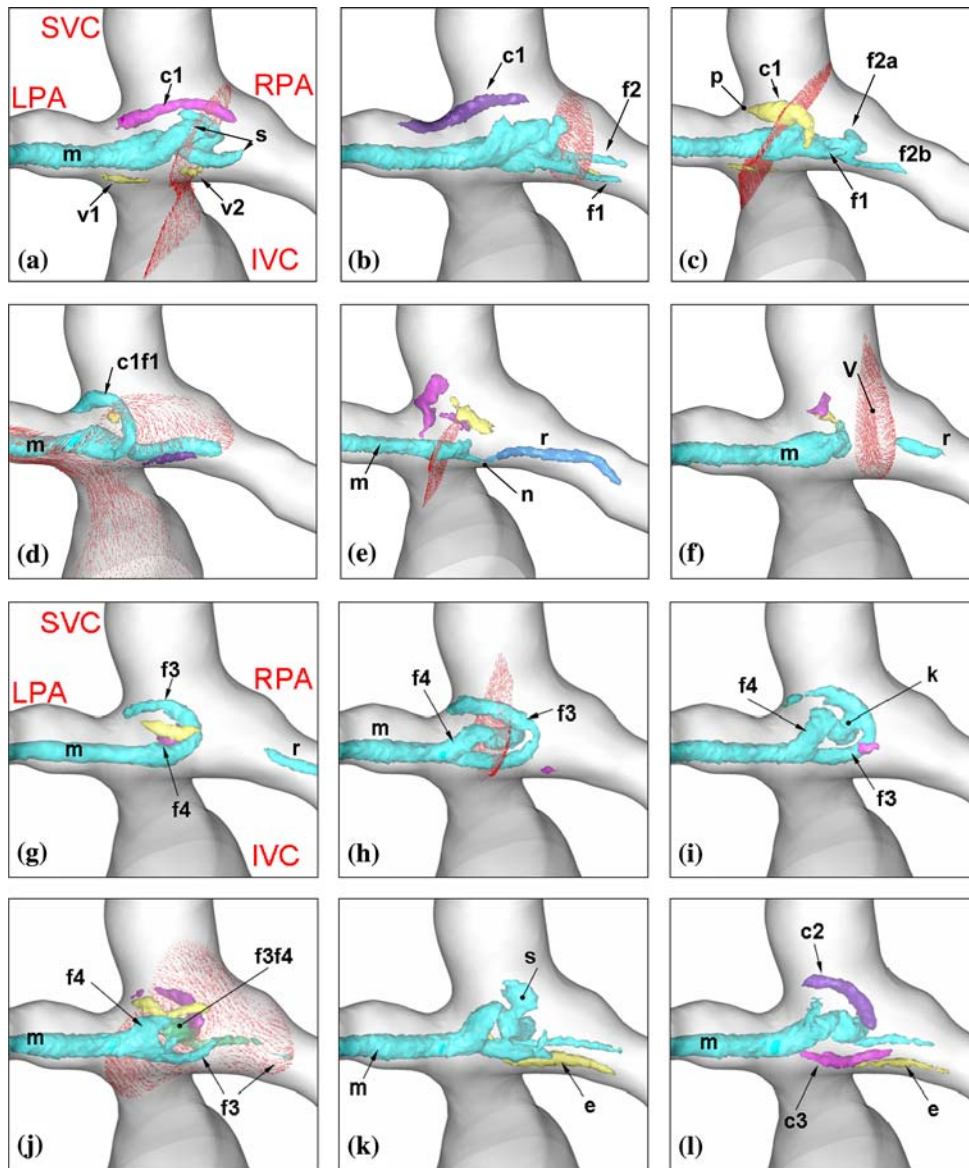 SVC
c1
LPA
RPA
m
s
v1
v2
IVC
(a)
c1
f2
f1
(b)
p
c1
f2a
f2b
f1
(c)
c1f1
m
(d)
r
m
n
(e)
V
m
r
(f)
SVC
f3
LPA
RPA
m
r
f4
IVC
(g)
f4
m
f3
(h)
f4
k
f3
(i)
f4
f3f4
m
f3
(j)
s
m
e
(k)
c2
m
c3
e
(l)